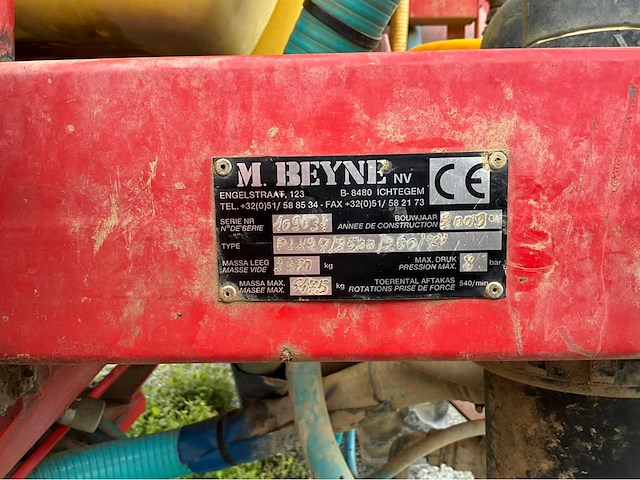 M. BEYNE NV
CE
ENGELSTRAAT, 123 B- 8480 ICHTEGEM
TEL. +32(0)51/ 58 85 34 - FAX +32(0)51/ 58 21 73
SERIE NR
N° DE SERIE
BOUWJAAR
ANNEE DE CONSTRUCTION
2009
TYPE
MASSA LEEG
MASSE VIDE
kg
MAX. DRUK
PRESSION MAX.
8 bar
MASSA MAX.
MASSE MAX.
kg
TOERENTAL AFTAKAS
ROTATIONS PRISE DE FORCE
540/min